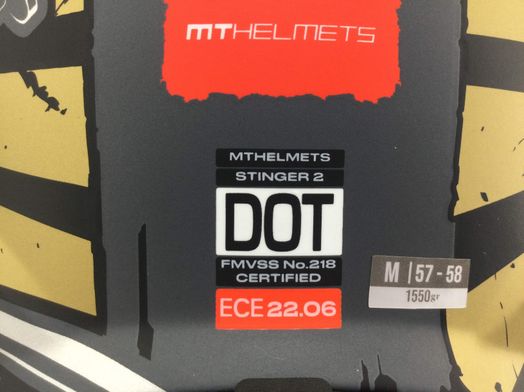 MTHELMETS
MTHELMETS
STINGER 2
DOT
FMVSS No.218
CERTIFIED
ECE 22.06
M | 57 - 58
1550gr